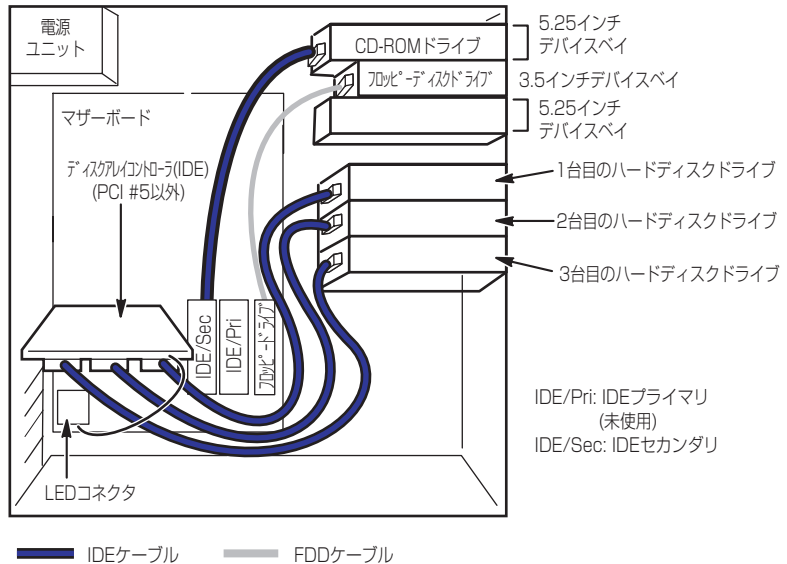 電源
ユニット
CD-ROMドライブ
5.25インチ
デバイスベイ
ﾌﾛｯﾋﾟｰﾃﾞｨｽｸﾄﾞﾗｲﾌﾞ
3.5インチデバイスベイ
5.25インチ
デバイスベイ
マザーボード
ﾃﾞｨｽｸｱﾚｲｺﾝﾄﾛｰﾗ(IDE)
(PCI #5以外)
1台目のハードディスクドライブ
2台目のハードディスクドライブ
3台目のハードディスクドライブ
IDE/Sec
IDE/Pri
ﾌﾛｯﾋﾟｰﾄﾞﾗｲﾌﾞ
IDE/Pri: IDEプライマリ
(未使用)
IDE/Sec: IDEセカンダリ
LEDコネクタ
IDEケーブル
FDDケーブル